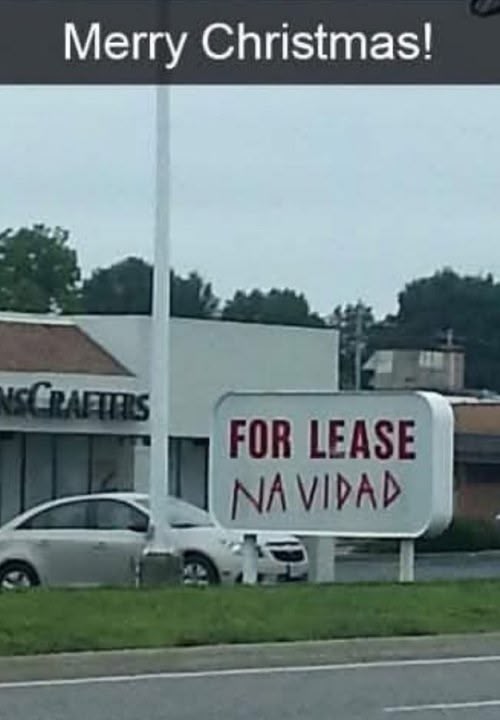 Merry Christmas!
NSCRAFTERS
FOR LEASE
NAVIDAD